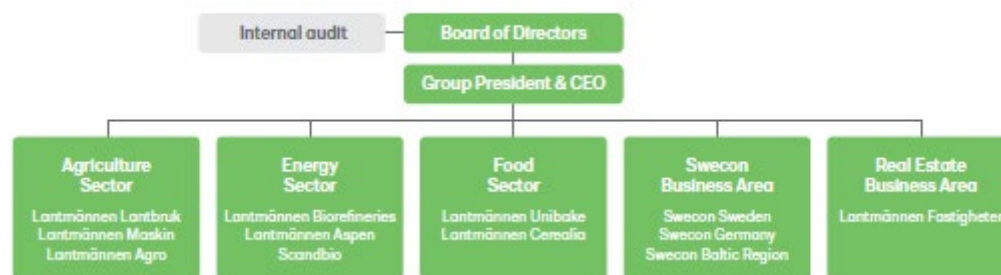 Internal audit
Board of Directors
Group President & CEO
Agriculture
Sector
Lantmännen Lantbruk
Lantmännen Maskin
Lantmännen Agro
Energy
Sector
Lantmännen Biorefineries
Lantmännen Aspen
Scandbio
Food
Sector
Lantmännen Unibake
Lantmännen Cerealia
Swecon
Business Area
Swecon Sweden
Swecon Germany
Swecon Baltic Region
Real Estate
Business Area
Lantmännen Fastigheter